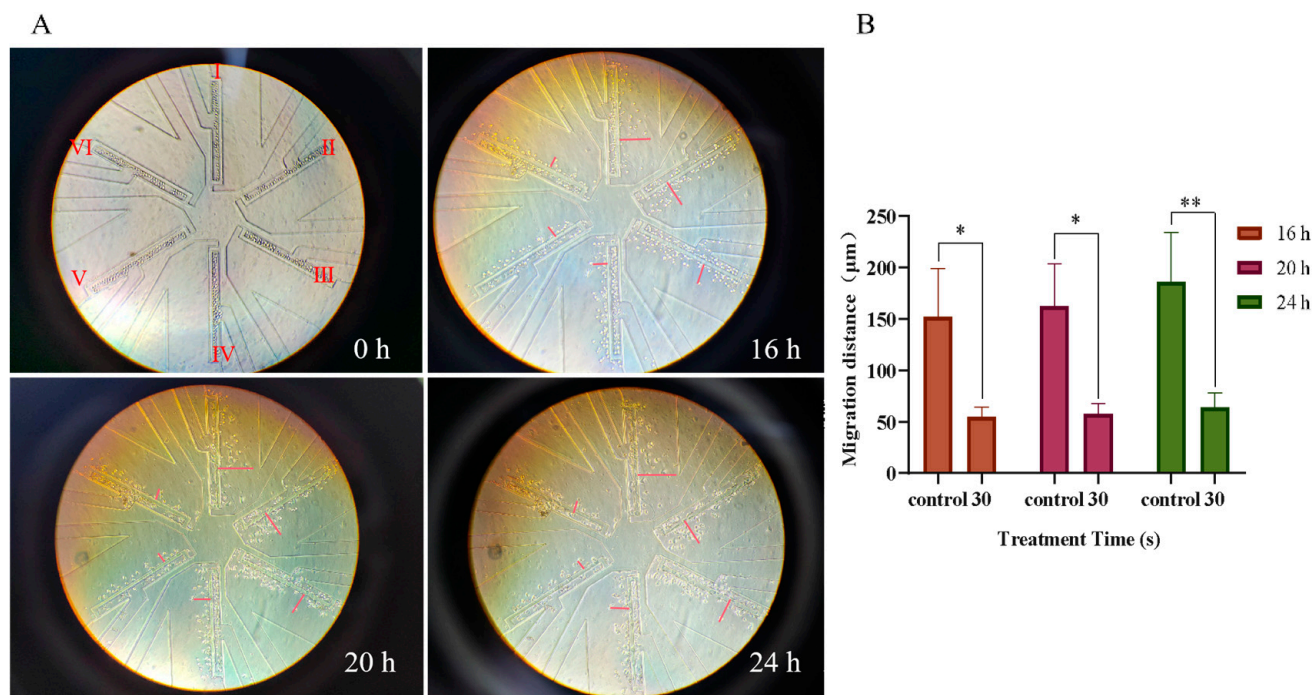 A
I
II
III
IV
V
VI
0 h
16 h
20 h
24 h
B
Migration distance（μm）
250
200
150
100
50
0
*
*
**
control 30
control 30
control 30
Treatment Time (s)
16 h
20 h
24 h